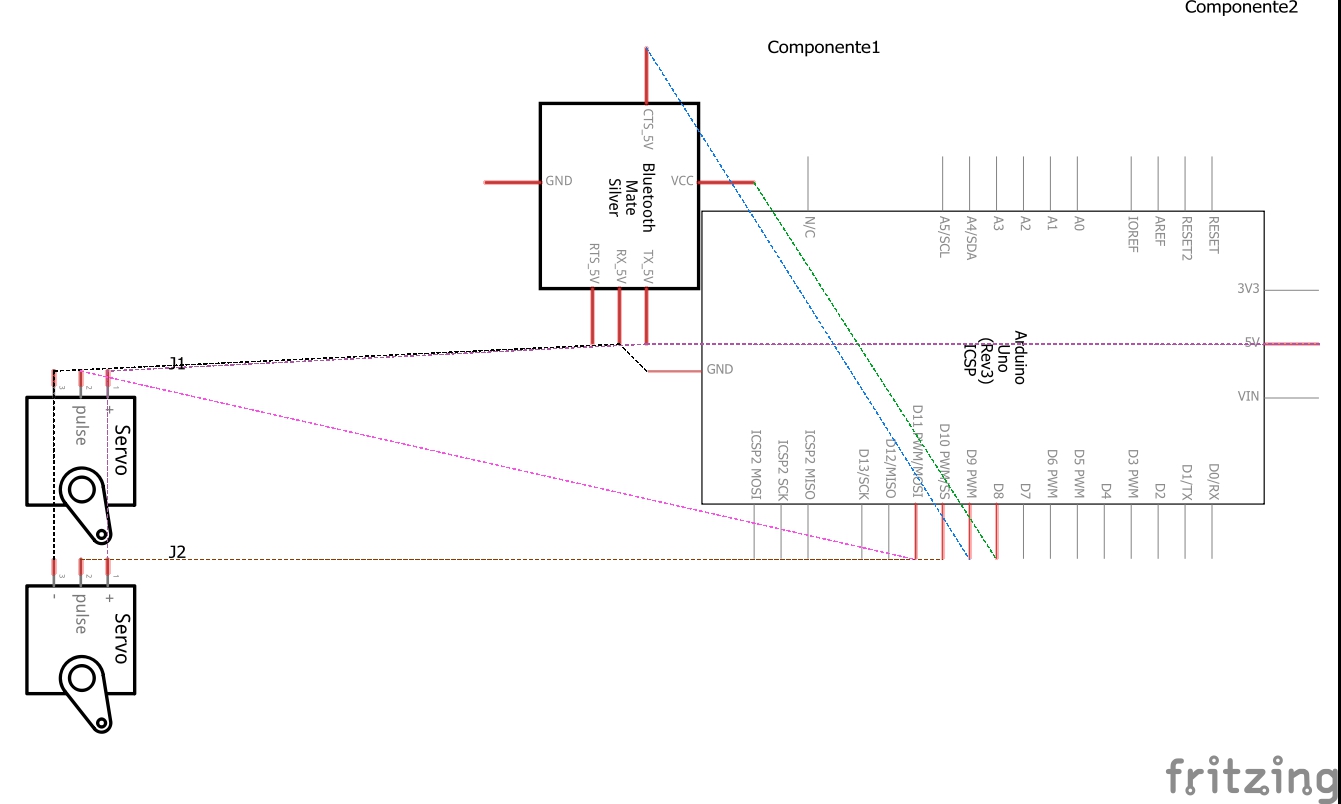 Componente2
Componente1
CTS_5V
Bluetooth
Mate
Silver
GND
VCC
RTS_5V
RX_5V
TX_5V
N/C
A5/SCL
A4/SDA
A3
A2
A1
A0
IOREF
AREF
RESET2
RESET
3V3
5V
VIN
Arduino
Uno
(Rev3)
ICSP
GND
ICSP2 MOSI
ICSP2 SCK
ICSP2 MISO
D13/SCK
D12/MISO
D11 PWM/MOSI
D10 PWM/SS
D9 PWM
D8
D7
D6 PWM
D5 PWM
D4
D3 PWM
D2
D1/TX
D0/RX
J1
3
2
1
+
pulse
Servo
J2
3
2
1
-
pulse
+
Servo
fritzing